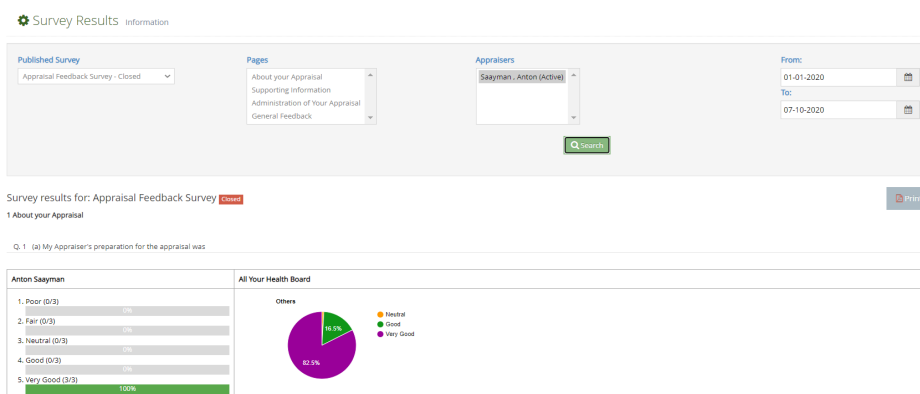 Survey Results Information
Published Survey
Appraisal Feedback Survey - Closed
Pages
About your Appraisal
Supporting Information
Administration of Your Appraisal
General Feedback
Appraisers
Saayman , Anton (Active)
From:
01-01-2020
To:
07-10-2020
Search
Survey results for: Appraisal Feedback Survey Closed
Print
1 About your Appraisal
Q. 1 (a) My Appraiser's preparation for the appraisal was
Anton Saayman
All Your Health Board
1. Poor (0/3)
0%
2. Fair (0/3)
0%
3. Neutral (0/3)
0%
4. Good (0/3)
0%
5. Very Good (3/3)
100%
Others
16.5%
82.5%
Neutral
Good
Very Good